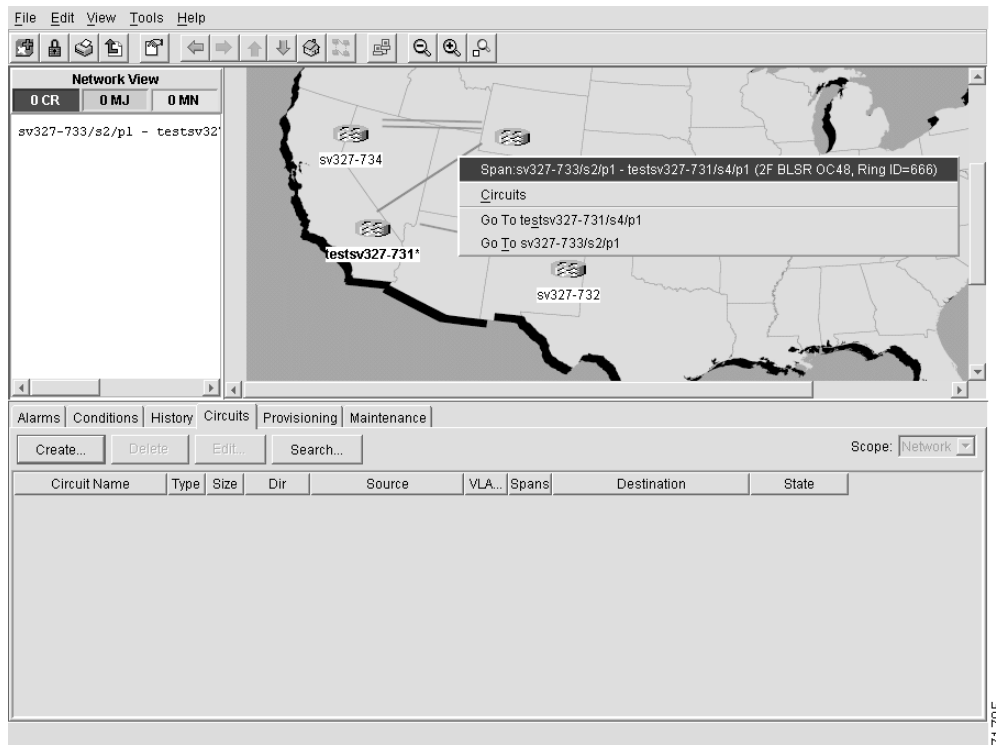 File Edit View Tools Help
Network View
0 CR 0 MJ 0 MN
sv327-733/s2/p1 - testsv32
sv327-734
Span:sv327-733/s2/p1 - testsv327-731/s4/p1 (2F BLSR OC48, Ring ID=666)
Circuits
Go To testsv327-731/s4/p1
Go To sv327-733/s2/p1
testsv327-731*
sv327-732
Alarms Conditions History Circuits Provisioning Maintenance
Create... Delete Edit... Search... Scope: Network
Circuit Name Type Size Dir Source VLA... Spans Destination State